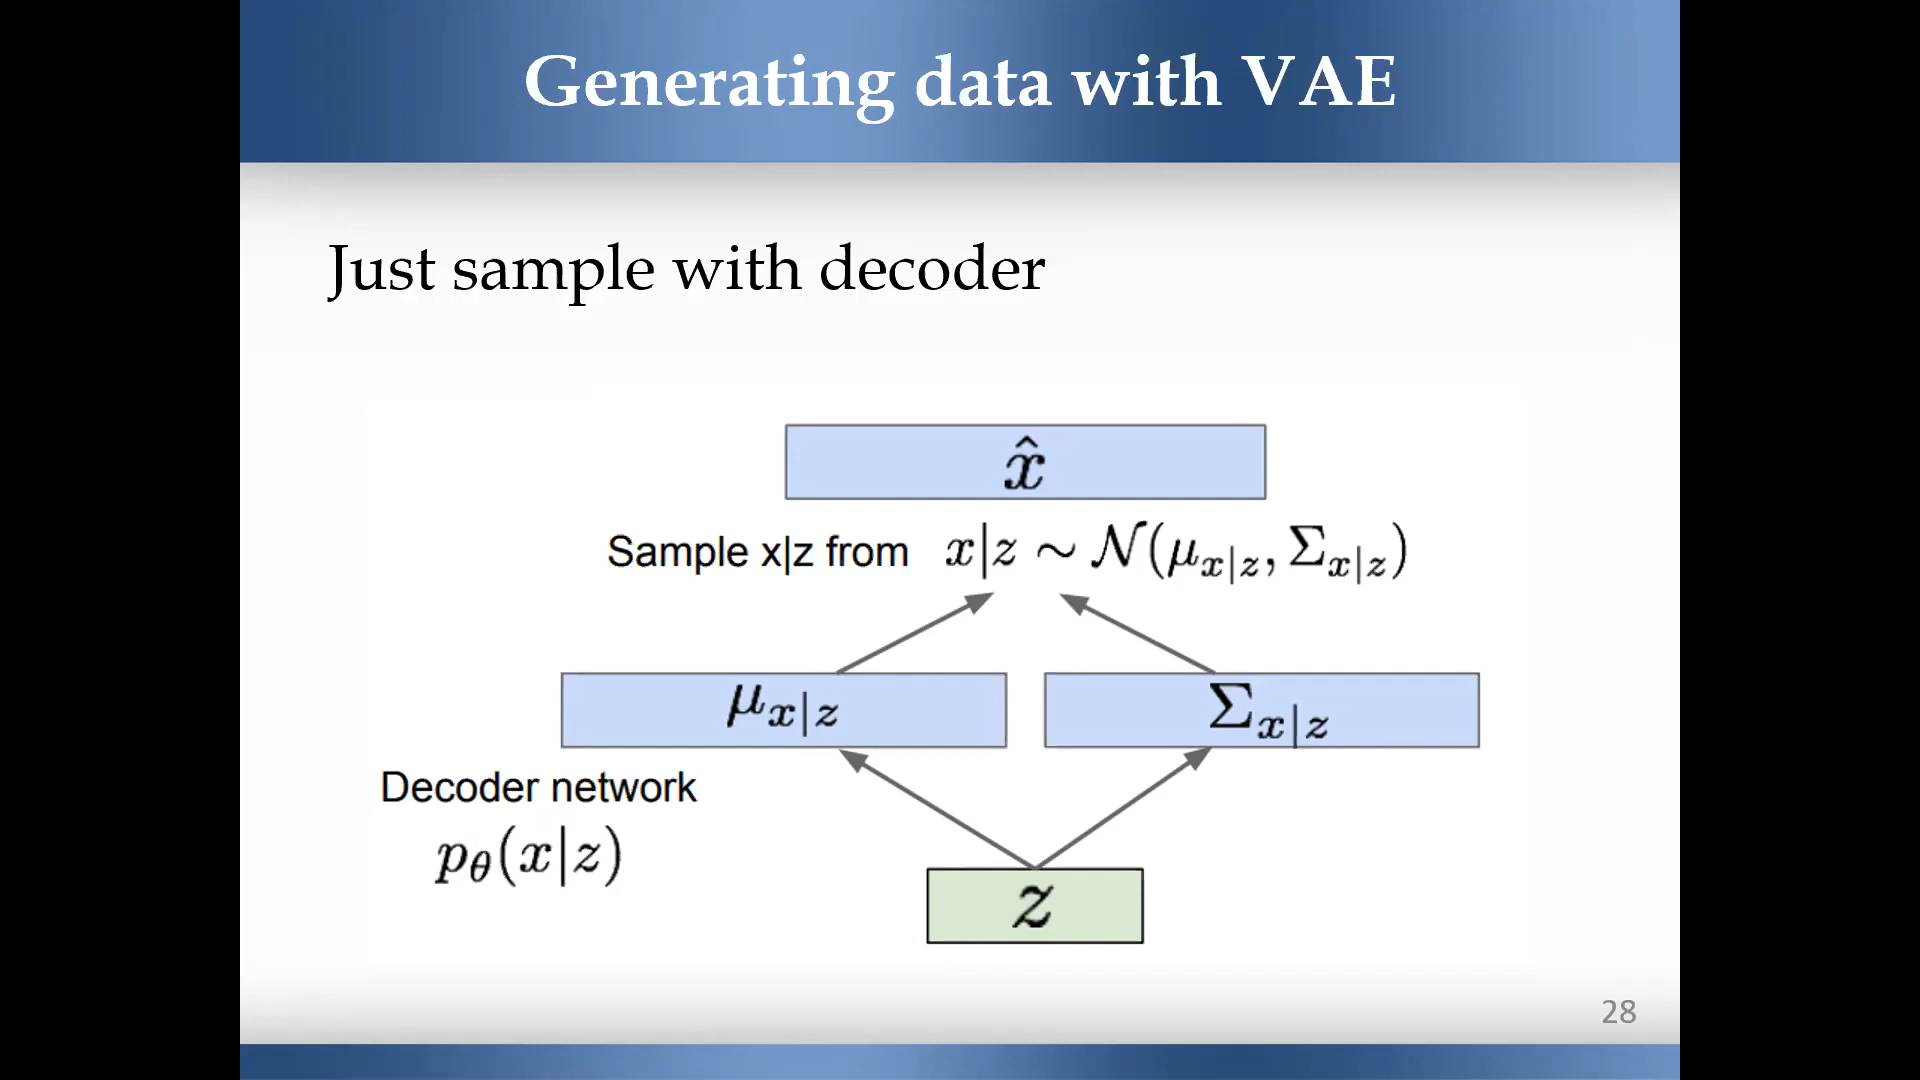 Generating data with VAE
Just sample with decoder
x̂
Sample x|z from x|z ∼ 𝒩(μ_{x|z}, Σ_{x|z})
μ_{x|z}
Σ_{x|z}
Decoder network
p_θ(x|z)
z
28